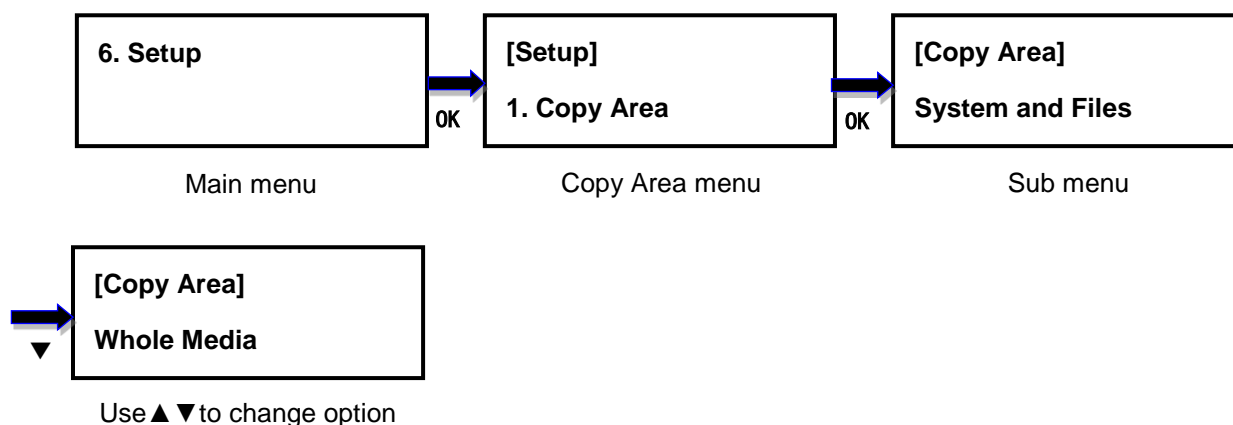 6. Setup
OK
[Setup]
1. Copy Area
OK
[Copy Area]
System and Files
Main menu
Copy Area menu
Sub menu
▼
[Copy Area]
Whole Media
Use▲▼to change option